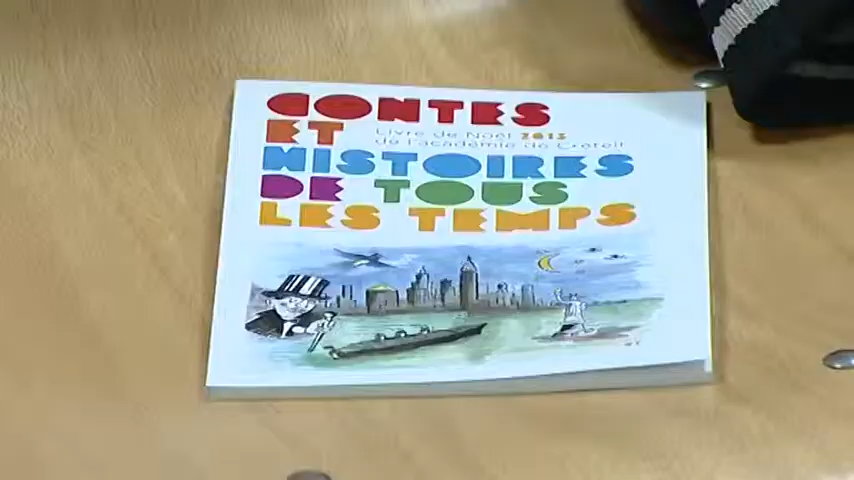 CONTES
ET
Livre de Noël 2013
de l'académie de Créteil
HISTOIRES
DE TOUS
LES TEMPS